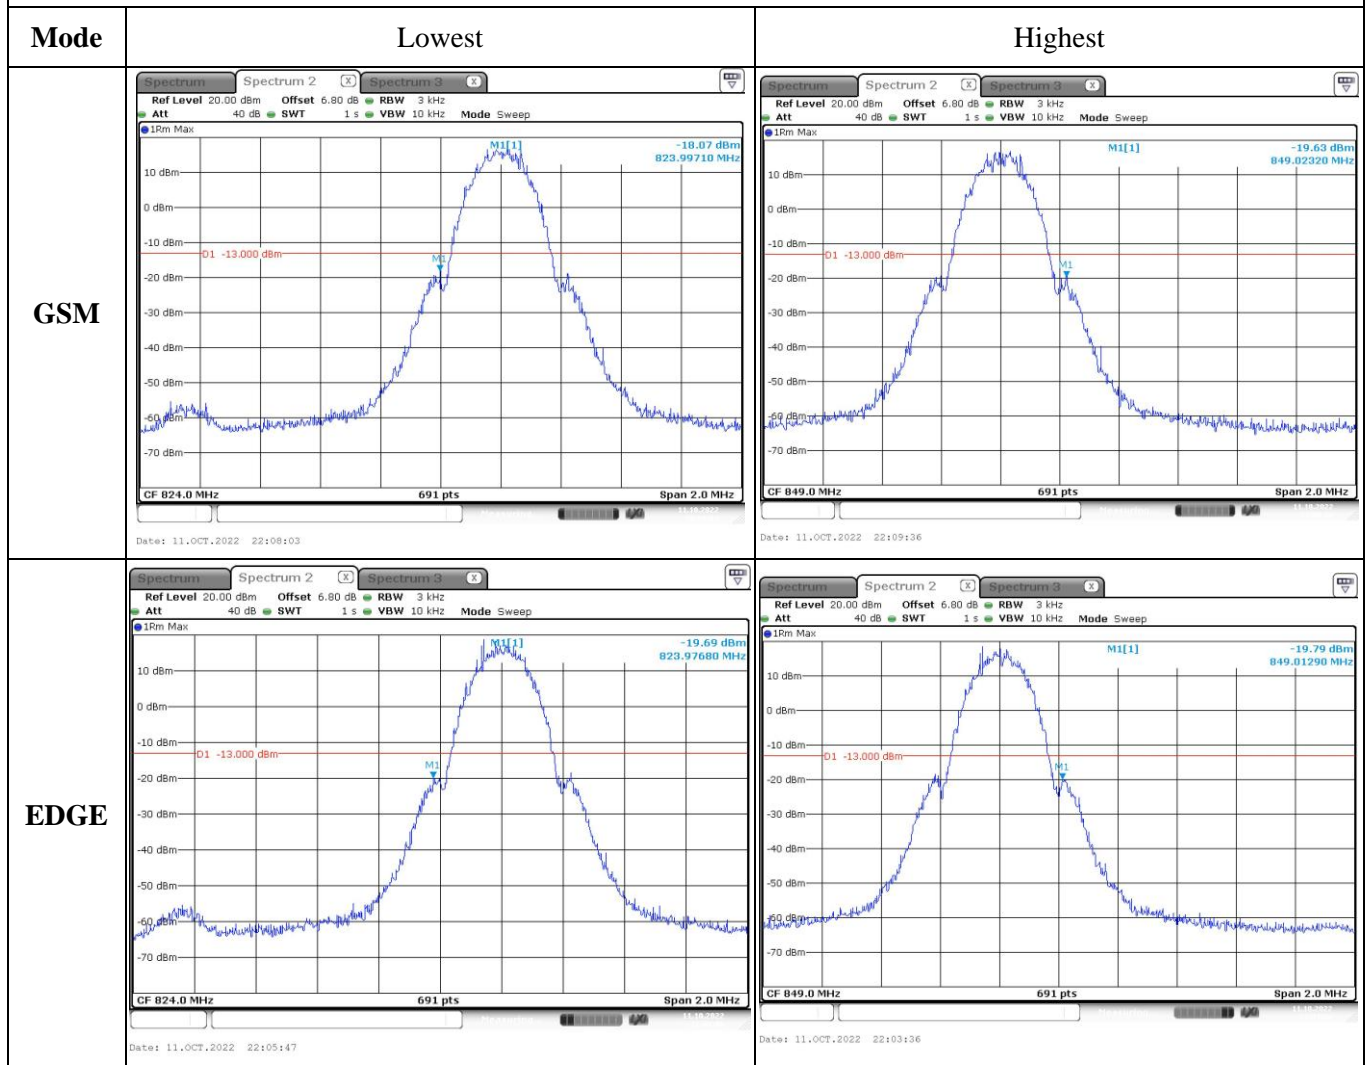 Mode Lowest Highest
GSM
Spectrum Spectrum 2 X Spectrum 3 X
Ref Level 20.00 dBm Offset 6.80 dB RBW 3 kHz
Att 40 dB SWT 1 s VBW 10 kHz Mode Sweep
1Rm Max
M1[1] -18.07 dBm
823.99710 MHz
10 dBm
0 dBm
-10 dBm
D1 -13.000 dBm
M1
-20 dBm
-30 dBm
-40 dBm
-50 dBm
-60 dBm
-70 dBm
CF 824.0 MHz 691 pts Span 2.0 MHz
11.10.2022
Date: 11.OCT.2022 22:08:03
Spectrum Spectrum 2 X Spectrum 3 X
Ref Level 20.00 dBm Offset 6.80 dB RBW 3 kHz
Att 40 dB SWT 1 s VBW 10 kHz Mode Sweep
1Rm Max
M1[1] -19.63 dBm
849.02320 MHz
10 dBm
0 dBm
-10 dBm
D1 -13.000 dBm
M1
-20 dBm
-30 dBm
-40 dBm
-50 dBm
-60 dBm
-70 dBm
CF 849.0 MHz 691 pts Span 2.0 MHz
Date: 11.OCT.2022 22:09:36
EDGE
Spectrum Spectrum 2 X Spectrum 3 X
Ref Level 20.00 dBm Offset 6.80 dB RBW 3 kHz
Att 40 dB SWT 1 s VBW 10 kHz Mode Sweep
1Rm Max
M1[1] -19.69 dBm
823.97680 MHz
10 dBm
0 dBm
-10 dBm
D1 -13.000 dBm
M1
-20 dBm
-30 dBm
-40 dBm
-50 dBm
-60 dBm
-70 dBm
CF 824.0 MHz 691 pts Span 2.0 MHz
Date: 11.OCT.2022 22:05:47
Spectrum Spectrum 2 X Spectrum 3 X
Ref Level 20.00 dBm Offset 6.80 dB RBW 3 kHz
Att 40 dB SWT 1 s VBW 10 kHz Mode Sweep
1Rm Max
M1[1] -19.79 dBm
849.01290 MHz
10 dBm
0 dBm
-10 dBm
D1 -13.000 dBm
M1
-20 dBm
-30 dBm
-40 dBm
-50 dBm
-60 dBm
-70 dBm
CF 849.0 MHz 691 pts Span 2.0 MHz
Date: 11.OCT.2022 22:03:36